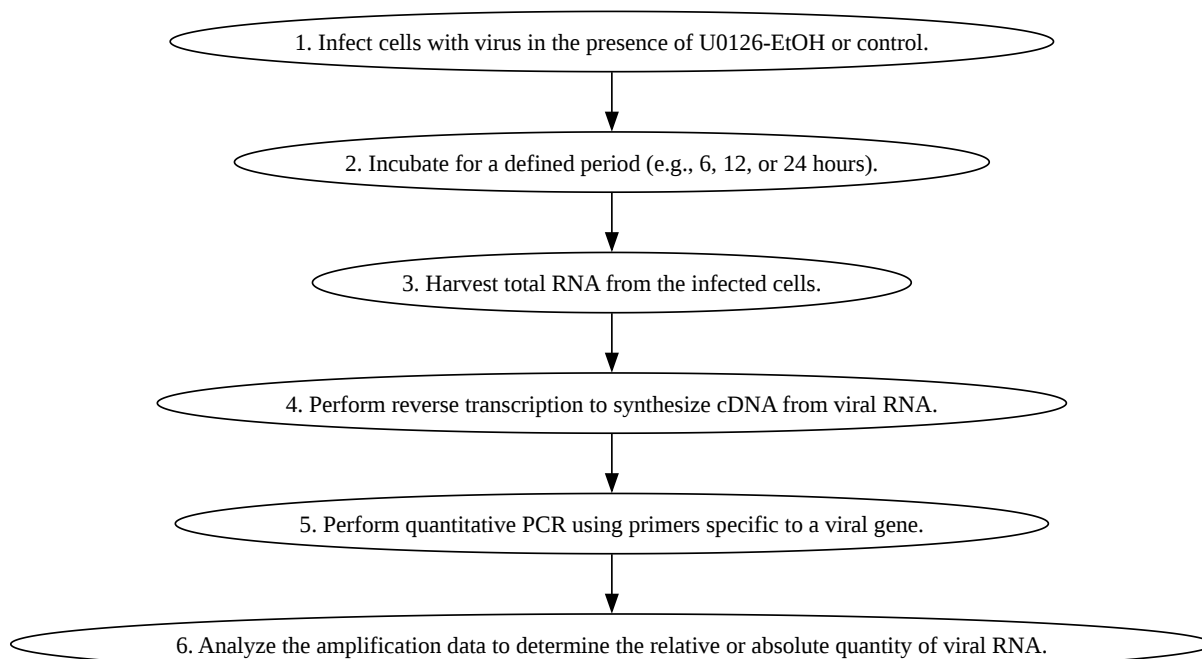 1. Infect cells with virus in the presence of U0126-EtOH or control.
2. Incubate for a defined period (e.g., 6, 12, or 24 hours).
3. Harvest total RNA from the infected cells.
4. Perform reverse transcription to synthesize cDNA from viral RNA.
5. Perform quantitative PCR using primers specific to a viral gene.
6. Analyze the amplification data to determine the relative or absolute quantity of viral RNA.